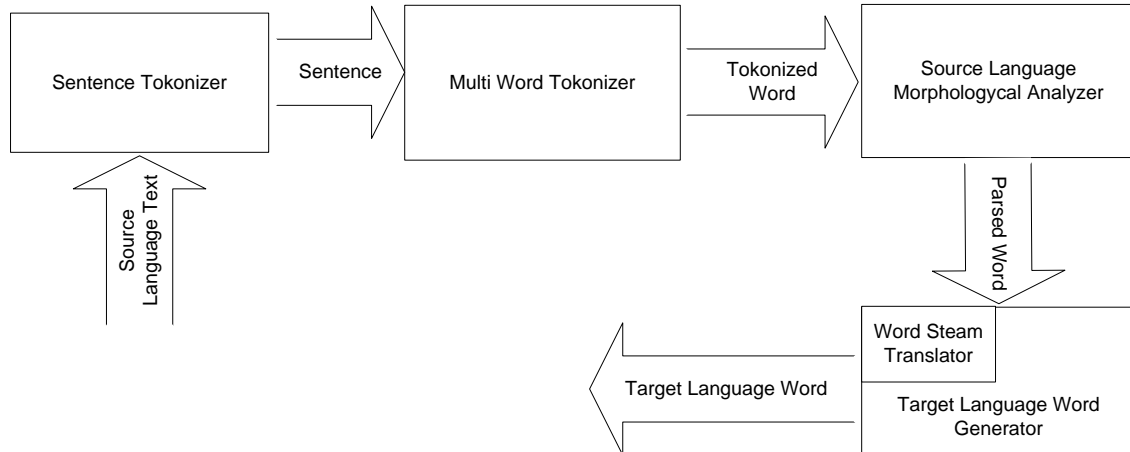 Sentence Tokonizer
Sentence
Multi Word Tokonizer
Tokonized
Word
Source Language
Morphologycal Analyzer
Source
Language Text
Parsed Word
Word Steam
Translator
Target Language Word
Generator
Target Language Word